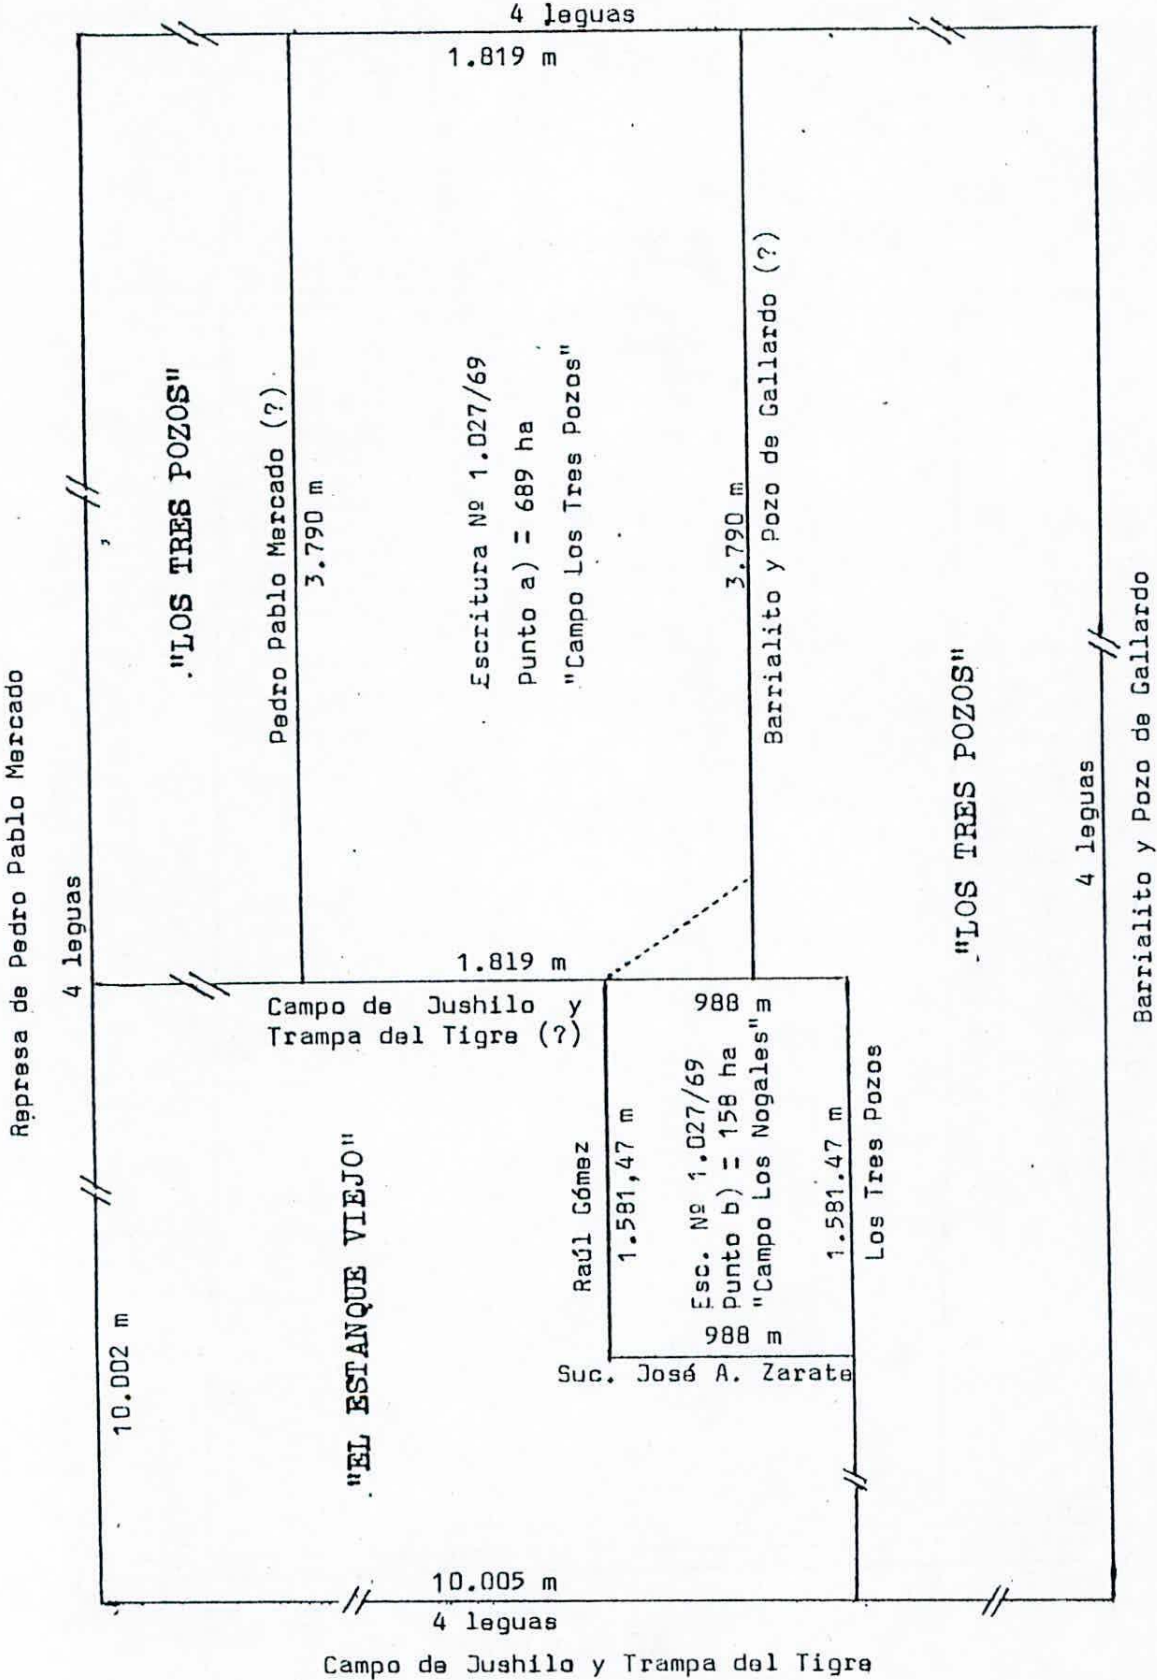 4 leguas
1.819 m
Represa de Pedro Pablo Mercado
4 leguas
"LOS TRES POZOS"
Pedro Pablo Mercado (?)
3.790 m
Escritura Nº 1.027/69
Punto a) = 689 ha
"Campo Los Tres Pozos"
3.790 m
Barrialito y Pozo de Gallardo (?)
"LOS TRES POZOS"
4 leguas
Barrialito y Pozo de Gallardo
1.819 m
Campo de Jushilo y
Trampa del Tigre (?)
988 m
10.002 m
"EL ESTANQUE VIEJO"
Raúl Gómez
1.581,47 m
Esc. Nº 1.027/69
Punto b) = 158 ha
"Campo Los Nogales"
1.581.47 m
Los Tres Pozos
988 m
Suc. José A. Zarate
10.005 m
4 leguas
Campo de Jushilo y Trampa del Tigre